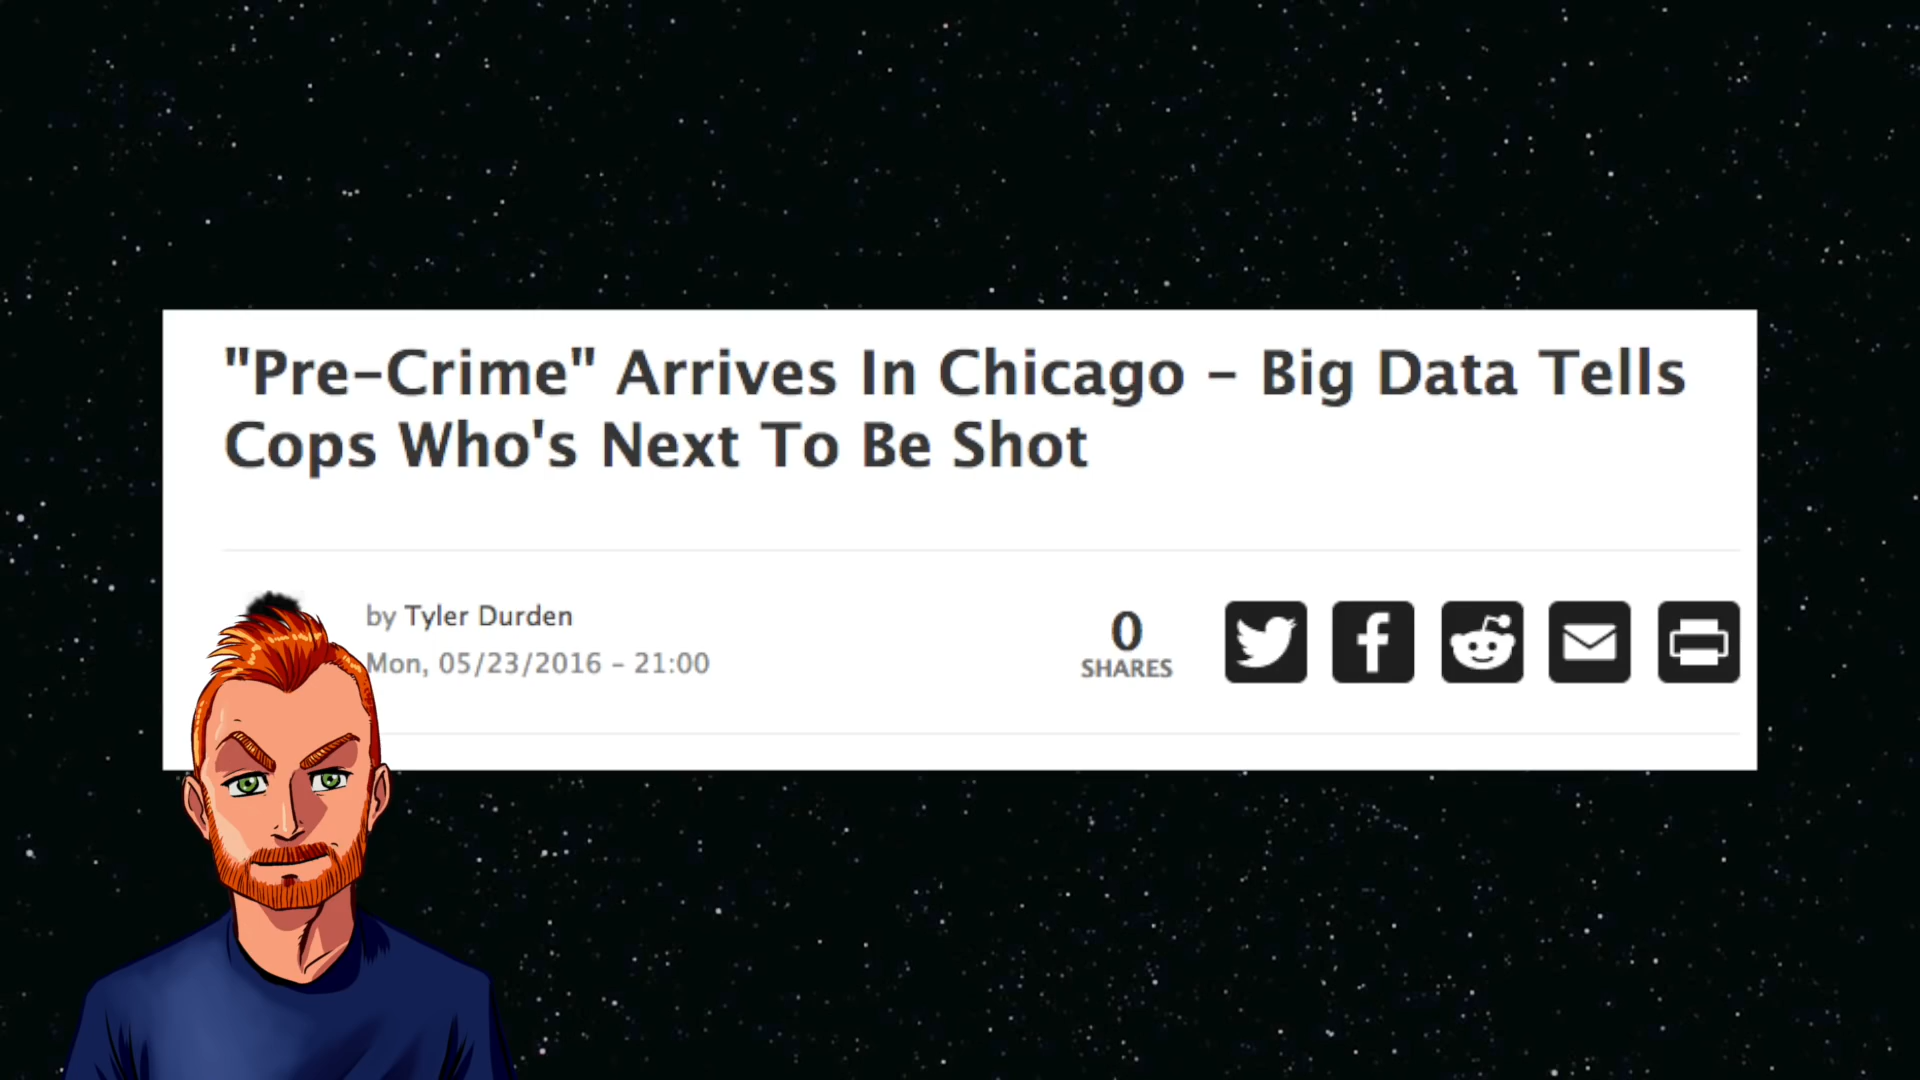 "Pre-Crime" Arrives In Chicago - Big Data Tells
Cops Who's Next To Be Shot
by Tyler Durden
Mon, 05/23/2016 - 21:00
0
SHARES